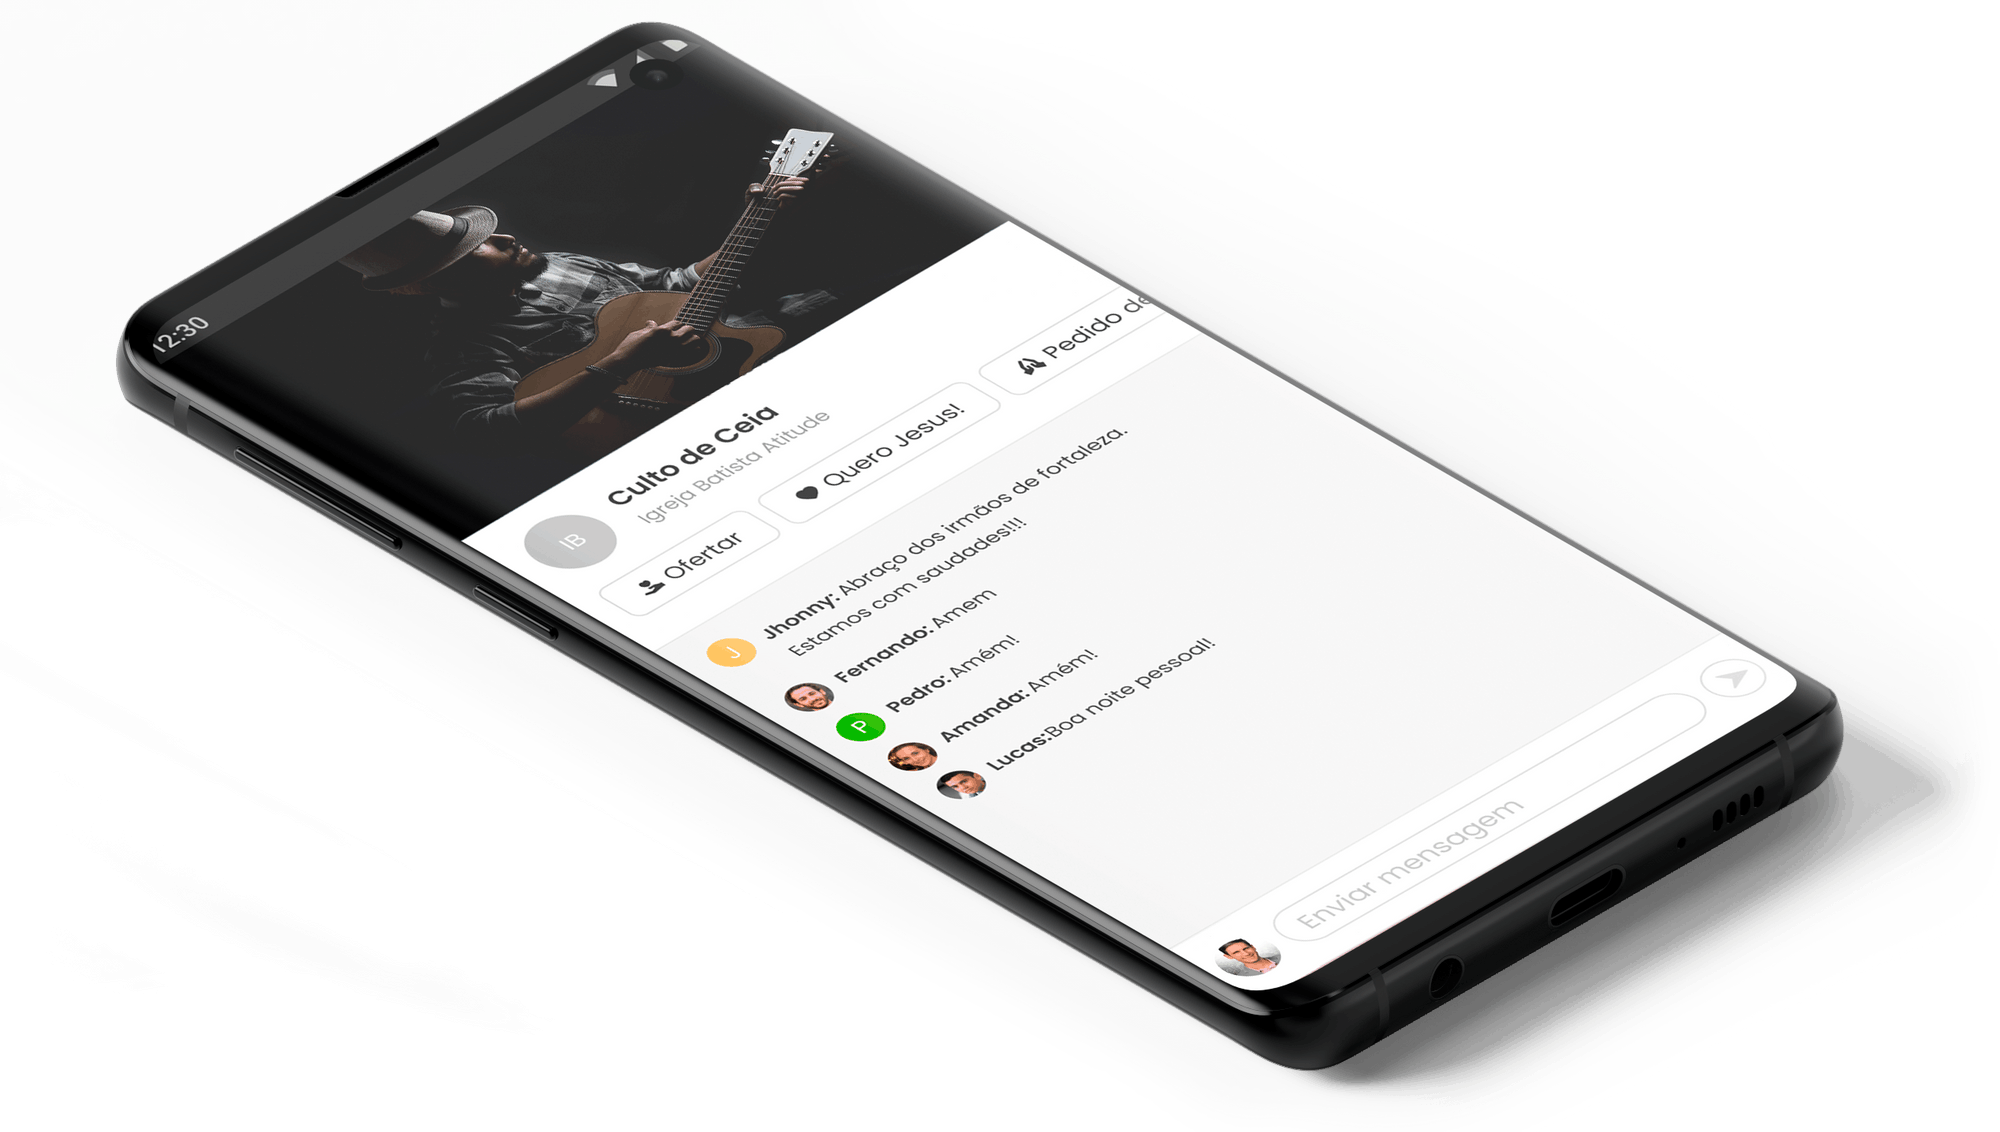 12:30
Culto de Ceia
Igreja Batista Atitude
IB
Ofertar
Quero Jesus!
Pedido de
J
Jhonny: Abraço dos irmãos de fortaleza.
Estamos com saudades!!!
Fernando: Amem
P
Pedro: Amém!
Amanda: Amém!
Lucas:Boa noite pessoal!
Enviar mensagem